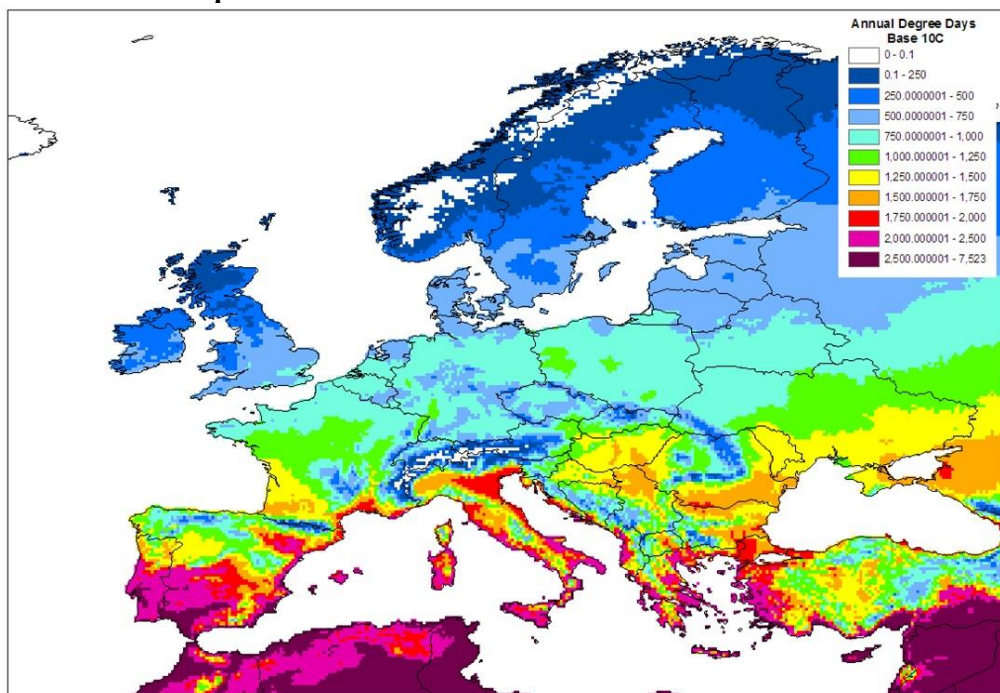 Annual Degree Days
Base 10C
0 - 0.1
0.1 - 250
250.0000001 - 500
500.0000001 - 750
750.0000001 - 1,000
1,000.000001 - 1,250
1,250.000001 - 1,500
1,500.000001 - 1,750
1,750.000001 - 2,000
2,000.000001 - 2,500
2,500.000001 - 7,523